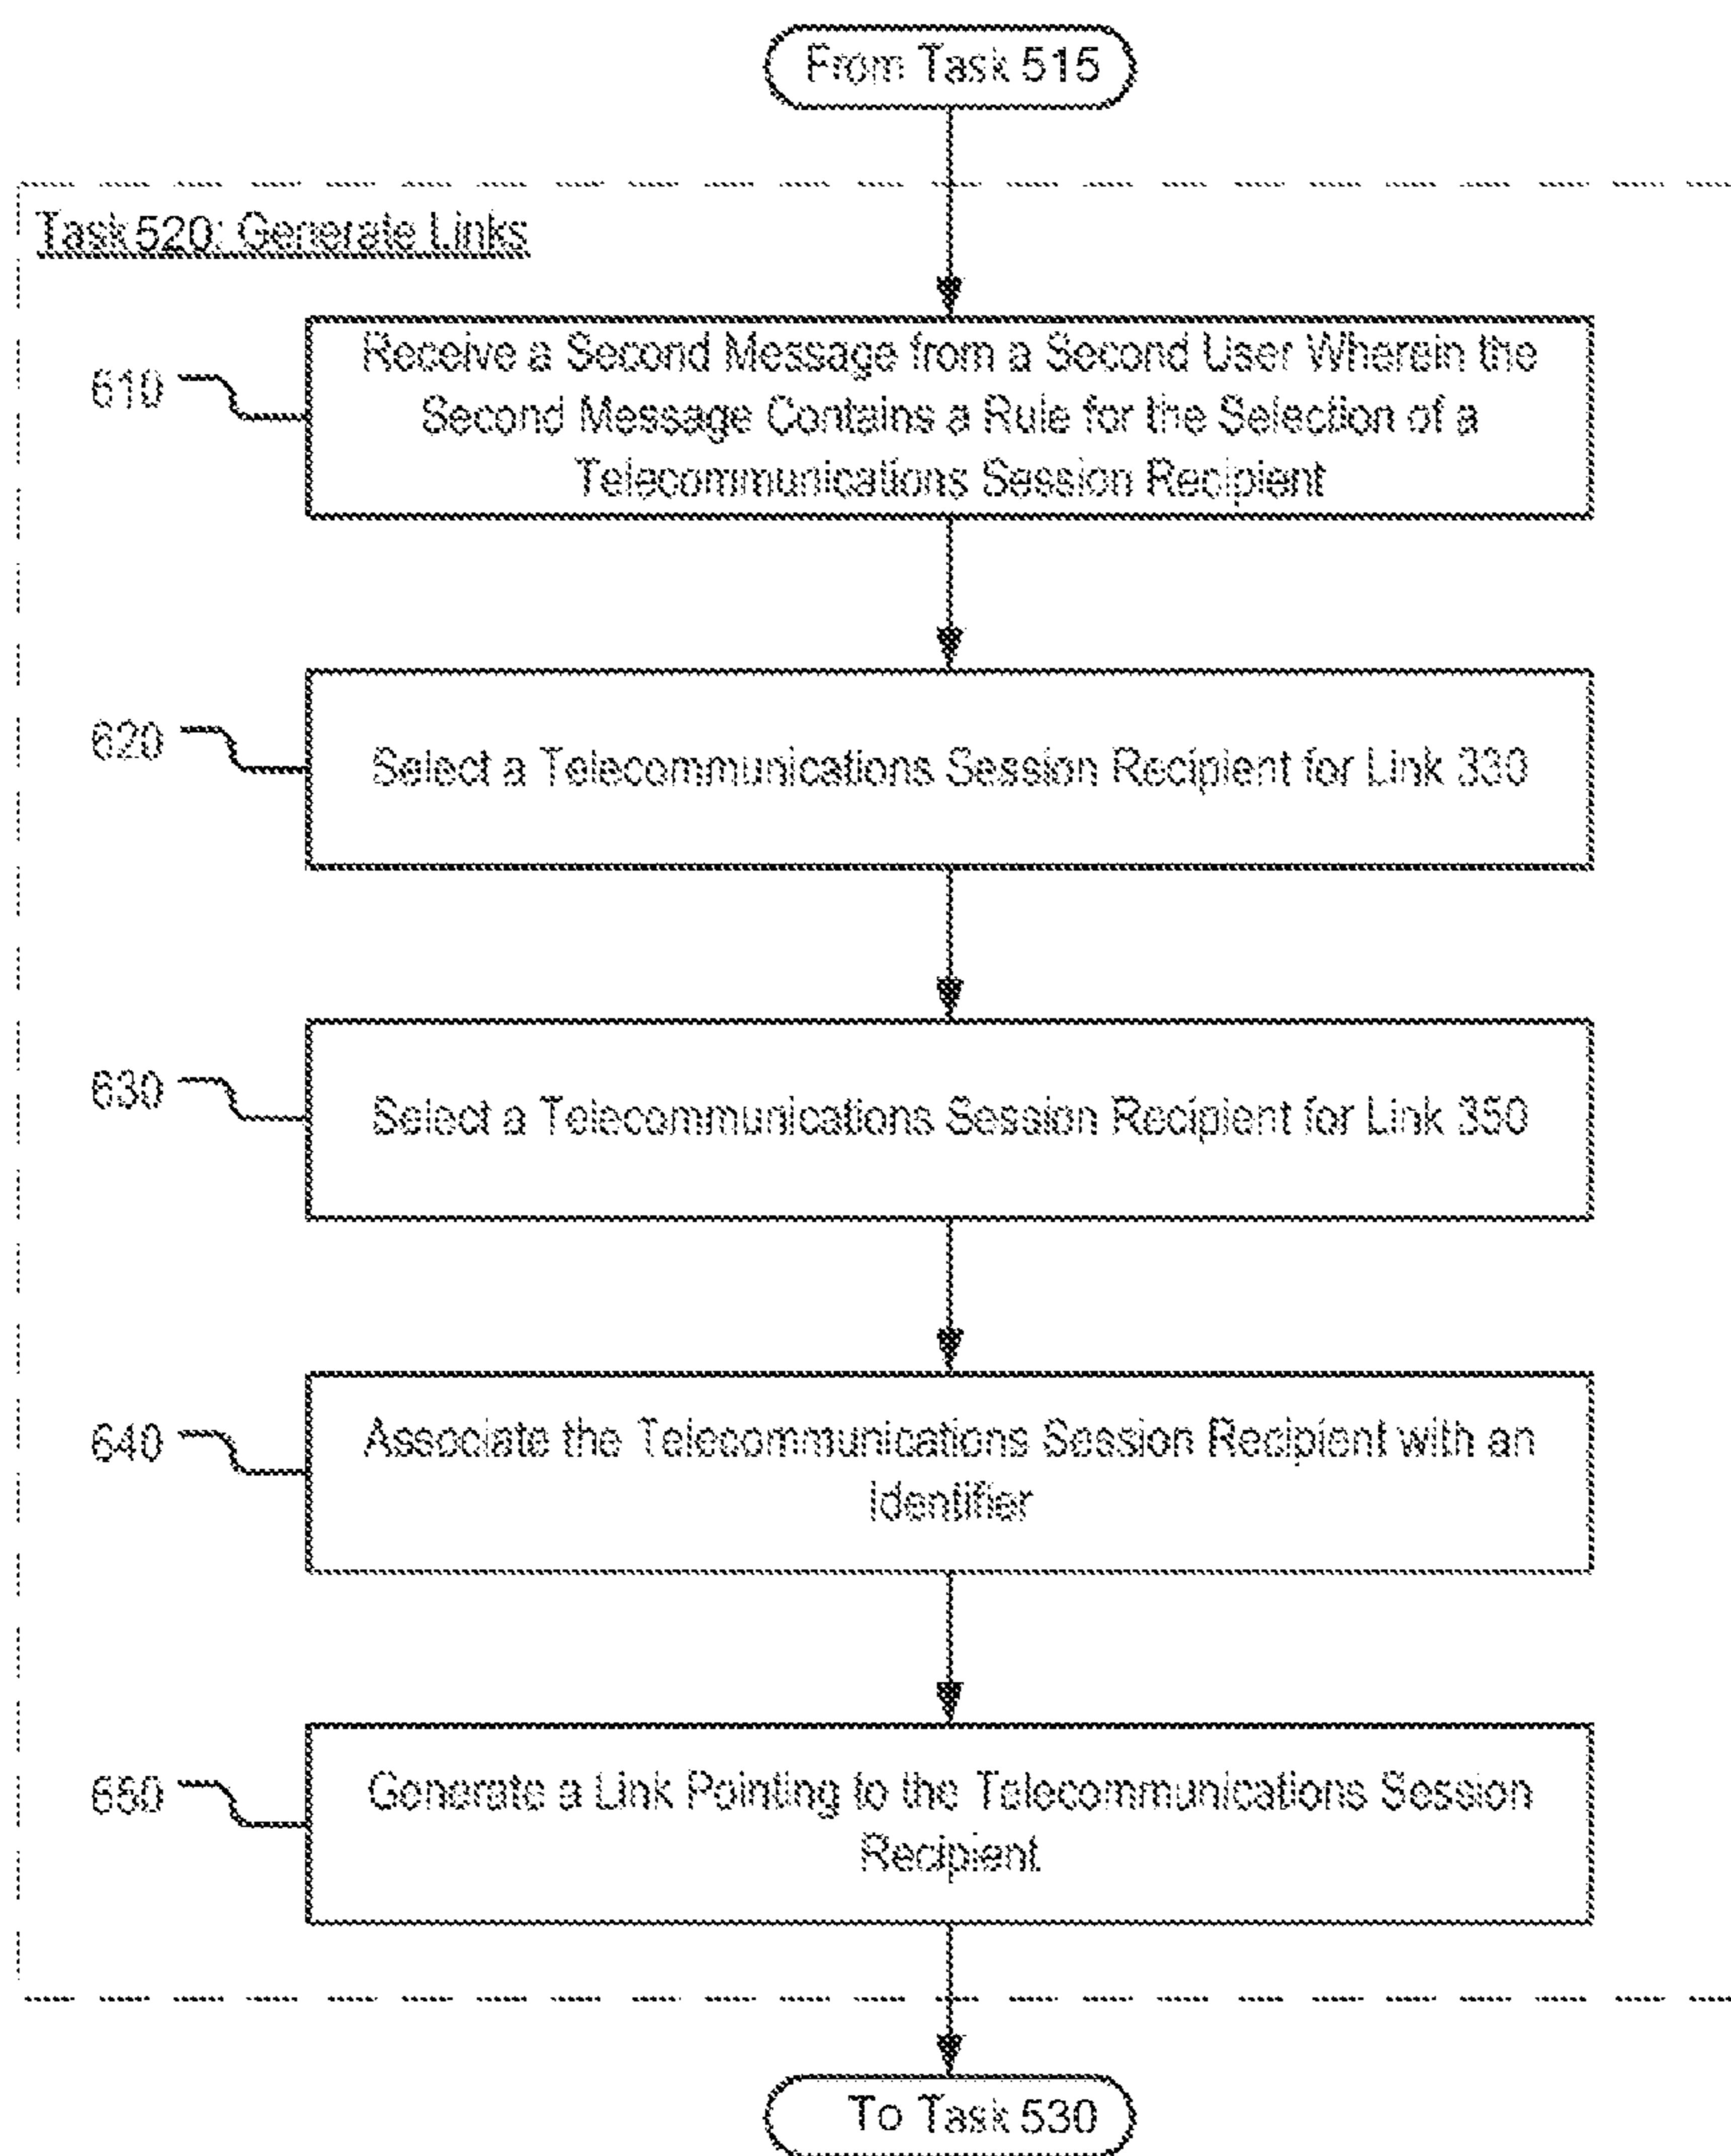 From Task 515
Task 520: Generate Links
610
Receive a Second Message from a Second User Wherein the
Second Message Contains a Rule for the Selection of a
Telecommunications Session Recipient
620
Select a Telecommunications Session Recipient for Link 330
630
Select a Telecommunications Session Recipient for Link 350
640
Associate the Telecommunications Session Recipient with an
Identifier
650
Generate a Link Pointing to the Telecommunications Session
Recipient
To Task 530